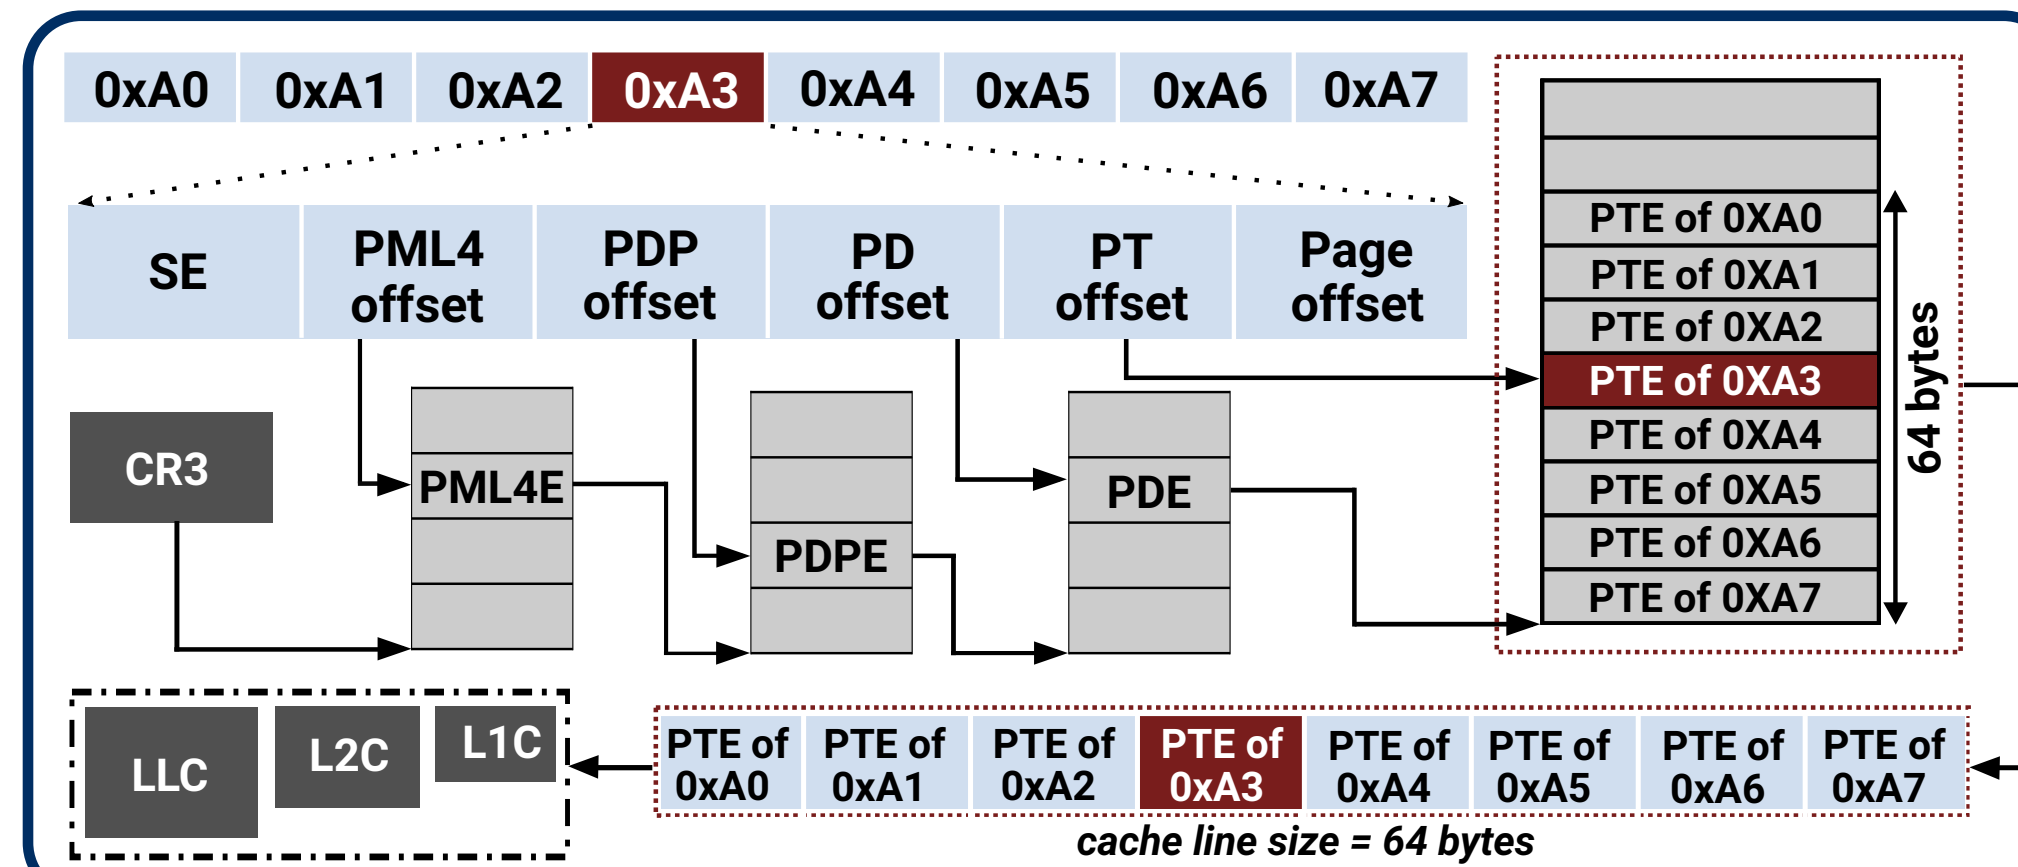 0xA0 0xA1 0xA2 0xA3 0xA4 0xA5 0xA6 0xA7
SE
PML4
offset
PDP
offset
PD
offset
PT
offset
Page
offset
PTE of 0XA0
PTE of 0XA1
PTE of 0XA2
PTE of 0XA3
PTE of 0XA4
PTE of 0XA5
PTE of 0XA6
PTE of 0XA7
64 bytes
CR3
PML4E
PDPE
PDE
LLC
L2C
L1C
PTE of
0xA0
PTE of
0xA1
PTE of
0xA2
PTE of
0xA3
PTE of
0xA4
PTE of
0xA5
PTE of
0xA6
PTE of
0xA7
cache line size = 64 bytes